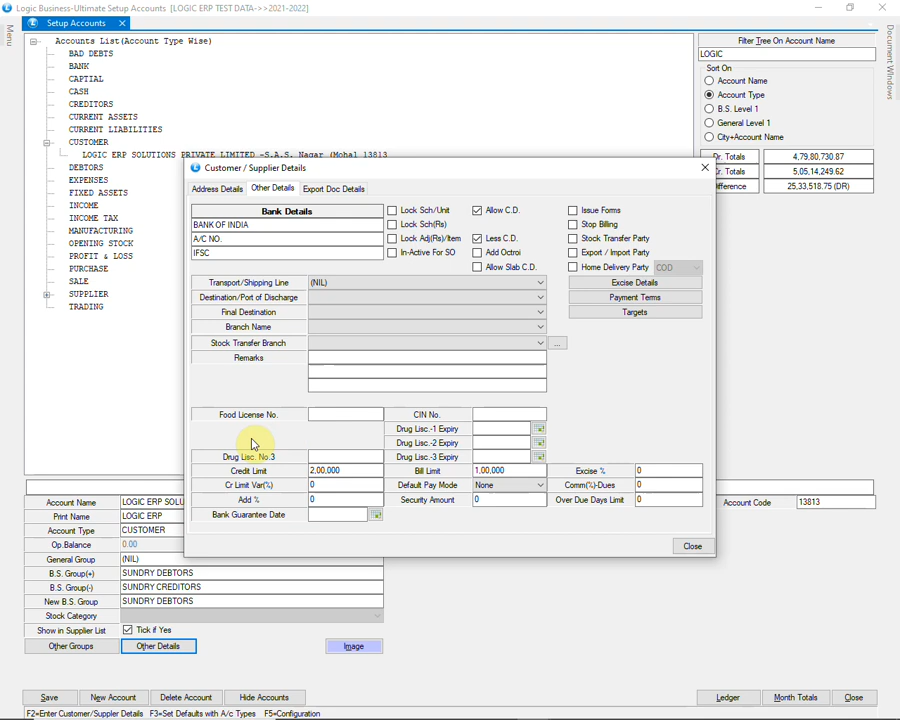 Logic Business-Ultimate Setup Accounts [LOGIC ERP TEST DATA->>2021-2022]
Menu
Setup Accounts
Document Windows
Accounts List(Account Type Wise)
BAD DEBTS
BANK
CAPTIAL
CASH
CREDITORS
CURRENT ASSETS
CURRENT LIABILITIES
CUSTOMER
LOGIC ERP SOLUTIONS PRIVATE LIMITED -S.A.S. Nagar (Mohal 13813
DEBTORS
EXPENSES
FIXED ASSETS
INCOME
INCOME TAX
MANUFACTURING
OPENING STOCK
PROFIT & LOSS
PURCHASE
SALE
SUPPLIER
TRADING
Filter Tree On Account Name
LOGIC
Sort On
Account Name
Account Type
B.S. Level 1
General Level 1
City+Account Name
Dr. Totals 4,79,80,730.87
Cr. Totals 5,05,14,249.62
fference 25,33,518.75 (DR)
Customer / Supplier Details
Address Details Other Details Export Doc Details
Bank Details
BANK OF INDIA
A/C NO.
IFSC
Lock Sch/Unit Allow C.D. Issue Forms
Lock Sch(Rs) Stop Billing
Lock Adj(Rs)/Item Less C.D. Stock Transfer Party
In-Active For SO Add Octroi Export / Import Party
Allow Slab C.D. Home Delivery Party COD
Transport/Shipping Line (NIL) Excise Details
Destination/Port of Discharge Payment Terms
Final Destination Targets
Branch Name
Stock Transfer Branch ...
Remarks
Food License No. CIN No.
Drug Lisc.-1 Expiry
Drug Lisc.-2 Expiry
Drug Lisc. No.3 Drug Lisc.-3 Expiry
Credit Limit 2,00,000 Bill Limit 1,00,000 Excise % 0
Cr Limit Var(%) 0 Default Pay Mode None Comm(%)-Dues 0
Add % 0 Security Amount 0 Over Due Days Limit 0
Bank Guarantee Date
Close
Account Name LOGIC ERP SOLU Account Code 13813
Print Name LOGIC ERP
Account Type CUSTOMER
Op.Balance 0.00
General Group (NIL)
B.S. Group(+) SUNDRY DEBTORS
B.S. Group(-) SUNDRY CREDITORS
New B.S. Group SUNDRY DEBTORS
Stock Category
Show in Supplier List Tick if Yes
Other Groups Other Details Image
Save New Account Delete Account Hide Accounts Ledger Month Totals Close
F2=Enter Customer/Suppler Details F3=Set Defaults with A/c Types F5=Configuration